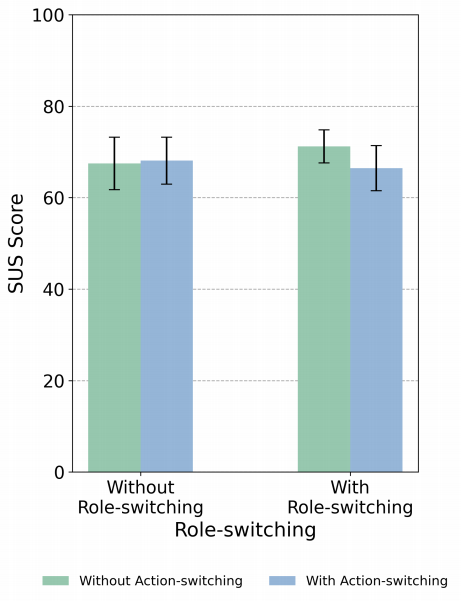 100
80
60
40
20
0
SUS Score
Without
Role-switching
With
Role-switching
Role-switching
Without Action-switching
With Action-switching